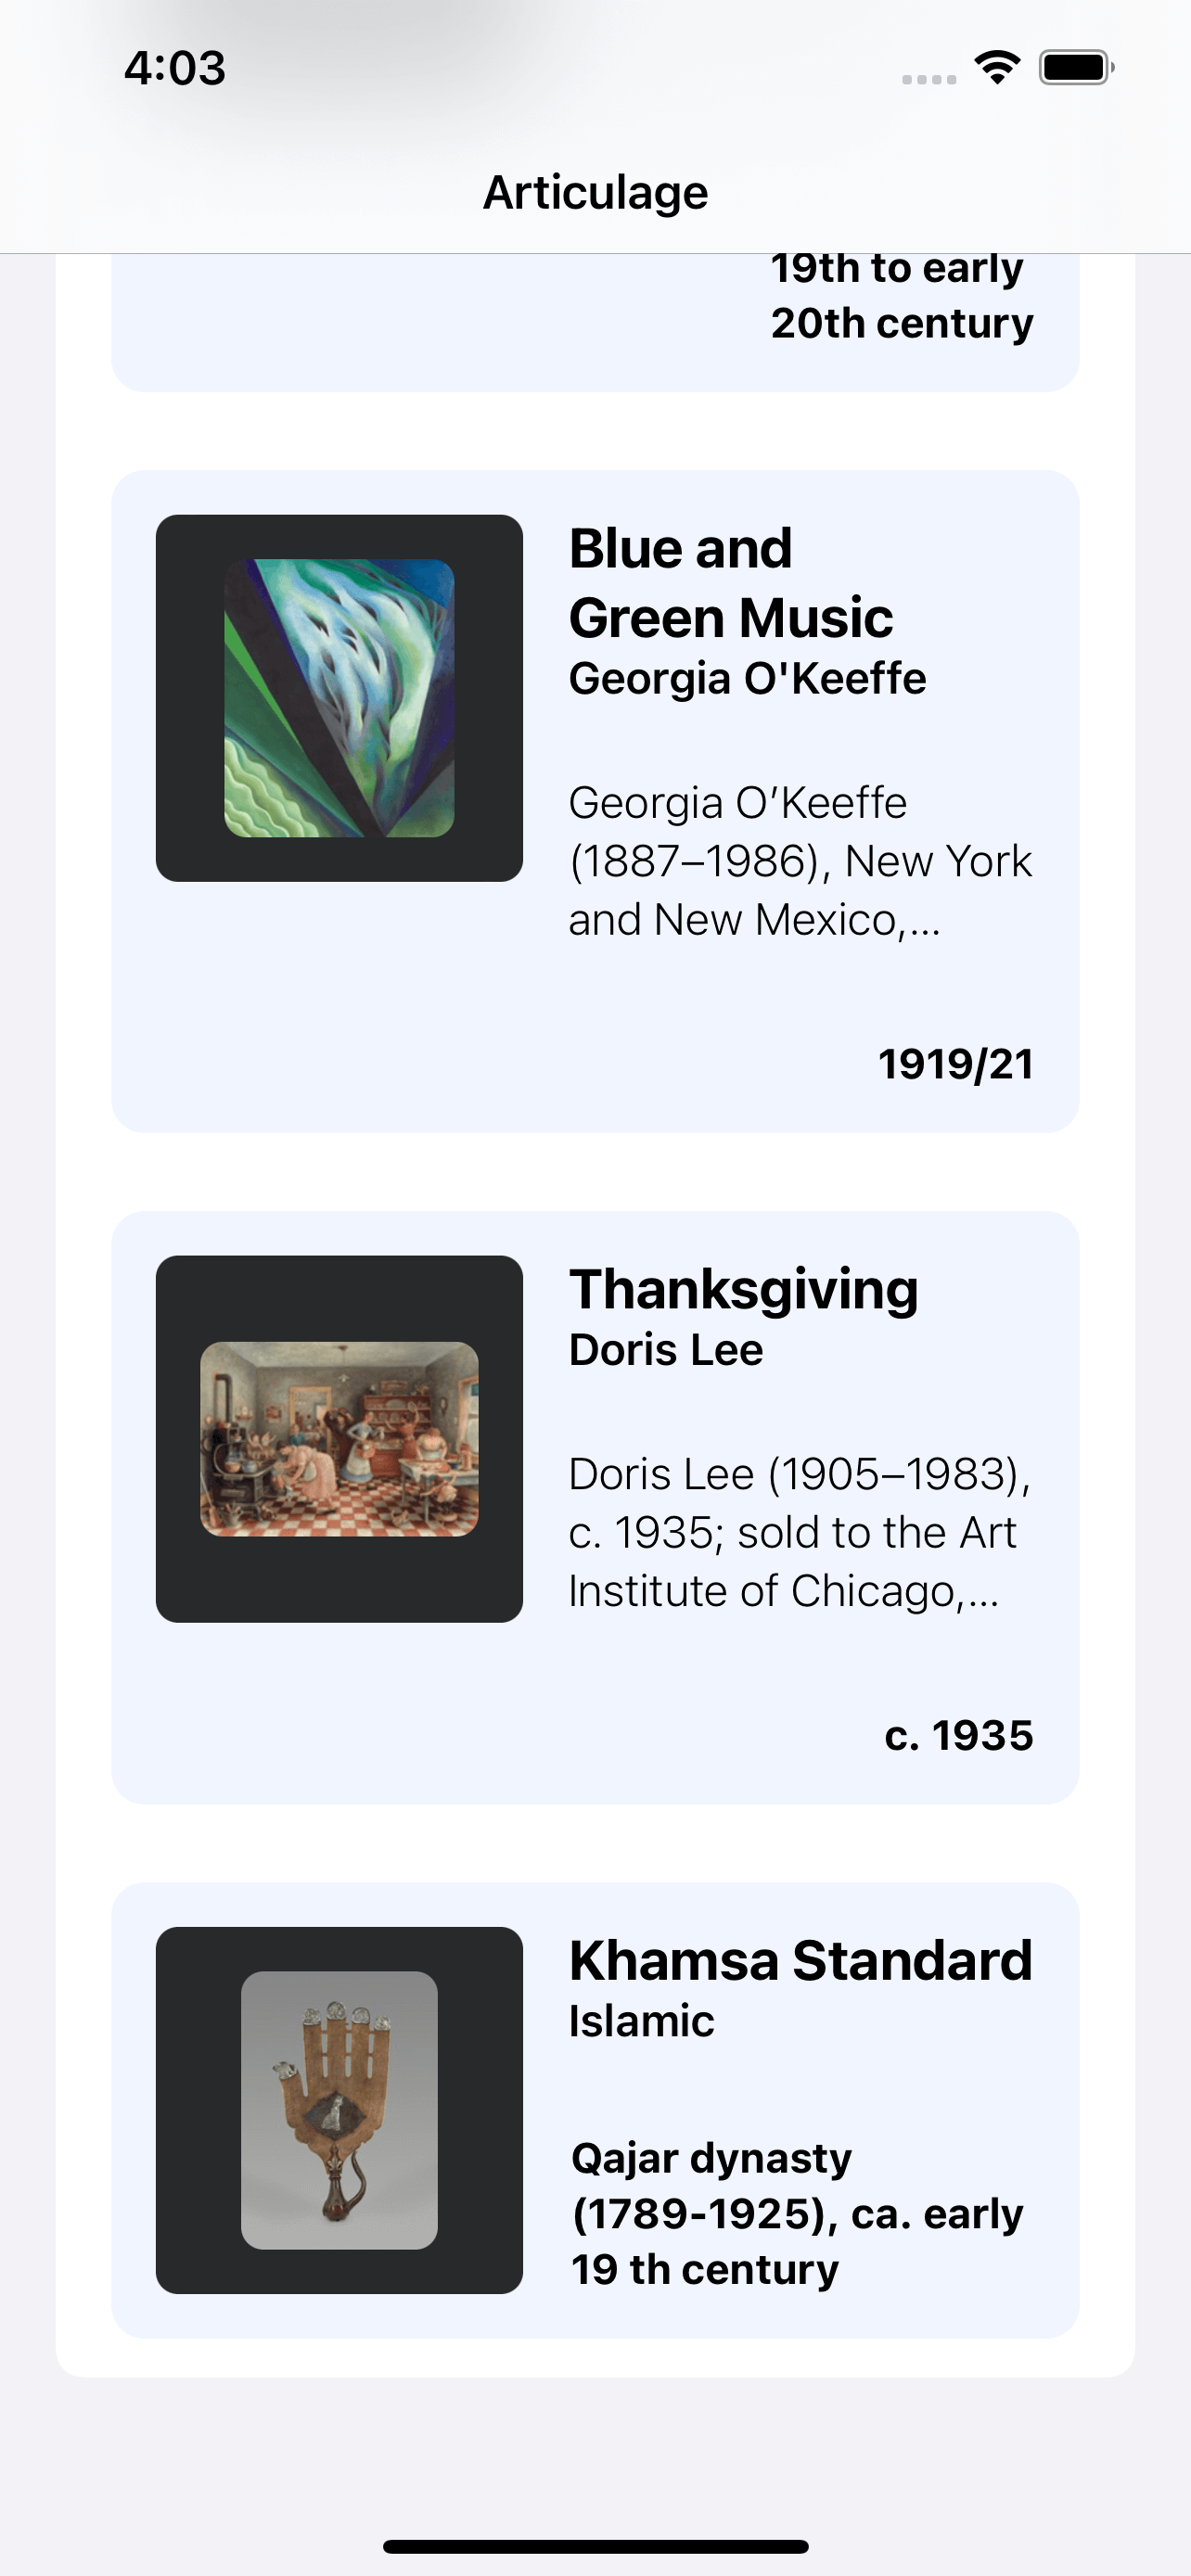 4:03
Articulage
19th to early
20th century
Blue and
Green Music
Georgia O'Keeffe
Georgia O’Keeffe
(1887–1986), New York
and New Mexico,...
1919/21
Thanksgiving
Doris Lee
Doris Lee (1905–1983),
c. 1935; sold to the Art
Institute of Chicago,...
c. 1935
Khamsa Standard
Islamic
Qajar dynasty
(1789-1925), ca. early
19 th century